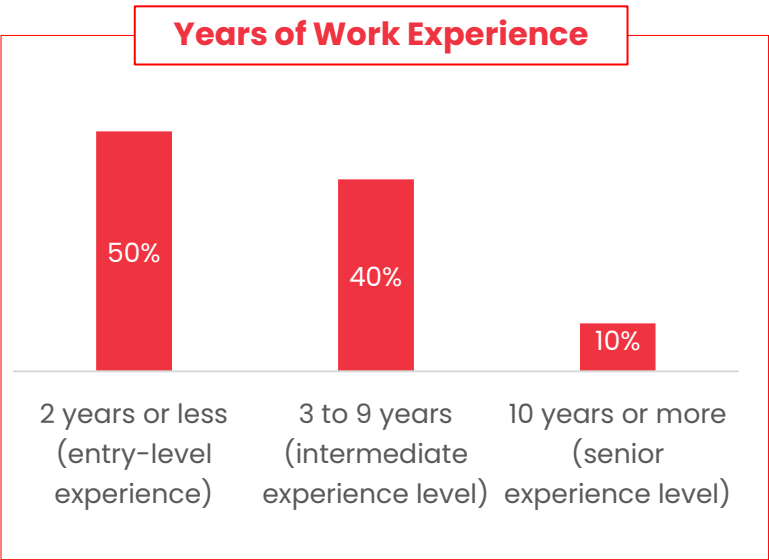 Years of Work Experience
50%
40%
10%
2 years or less
(entry-level
experience)
3 to 9 years
(intermediate
experience level)
10 years or more
(senior
experience level)